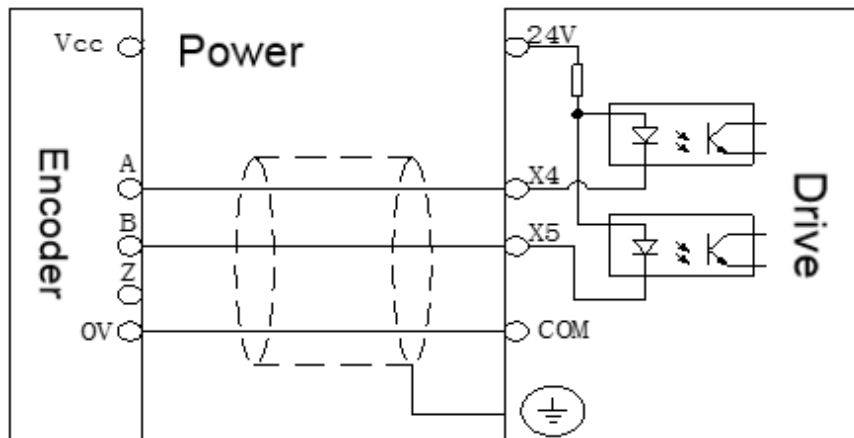 Vcc
Power
24V
Encoder
A
X4
Drive
B
X5
Z
0V
COM